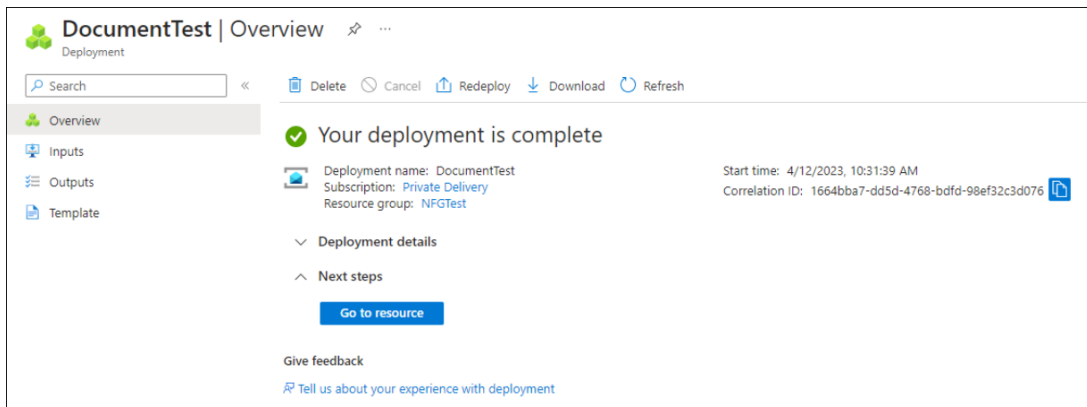 DocumentTest | Overview
Deployment
Search
Delete Cancel Redeploy Download Refresh
Overview
Inputs
Outputs
Template
Your deployment is complete
Deployment name: DocumentTest
Subscription: Private Delivery
Resource group: NFGTest
Start time: 4/12/2023, 10:31:39 AM
Correlation ID: 1664bba7-dd5d-4768-bdfd-98ef32c3d076
Deployment details
Next steps
Go to resource
Give feedback
Tell us about your experience with deployment